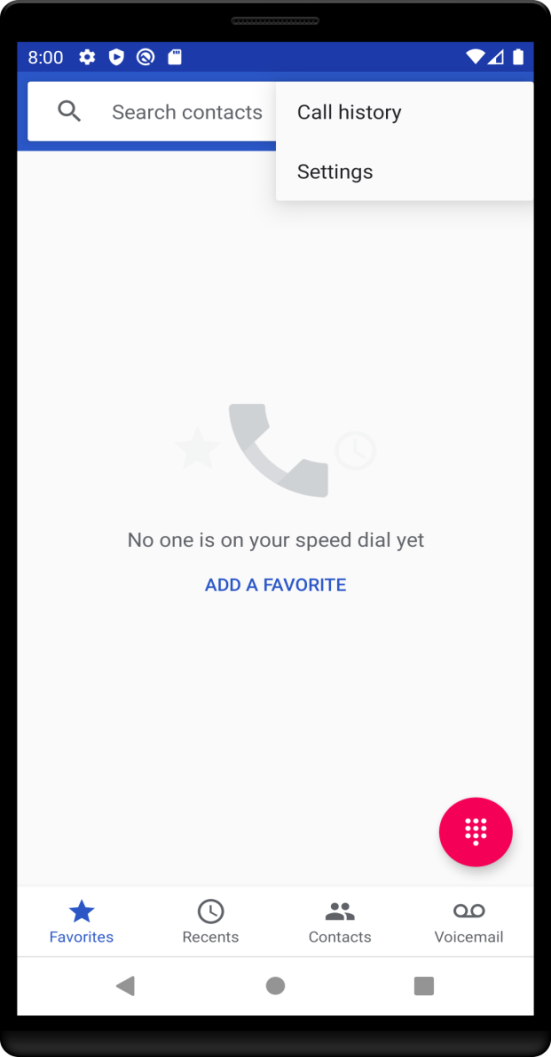 8:00
Search contacts
Call history
Settings
No one is on your speed dial yet
ADD A FAVORITE
Favorites
Recents
Contacts
Voicemail